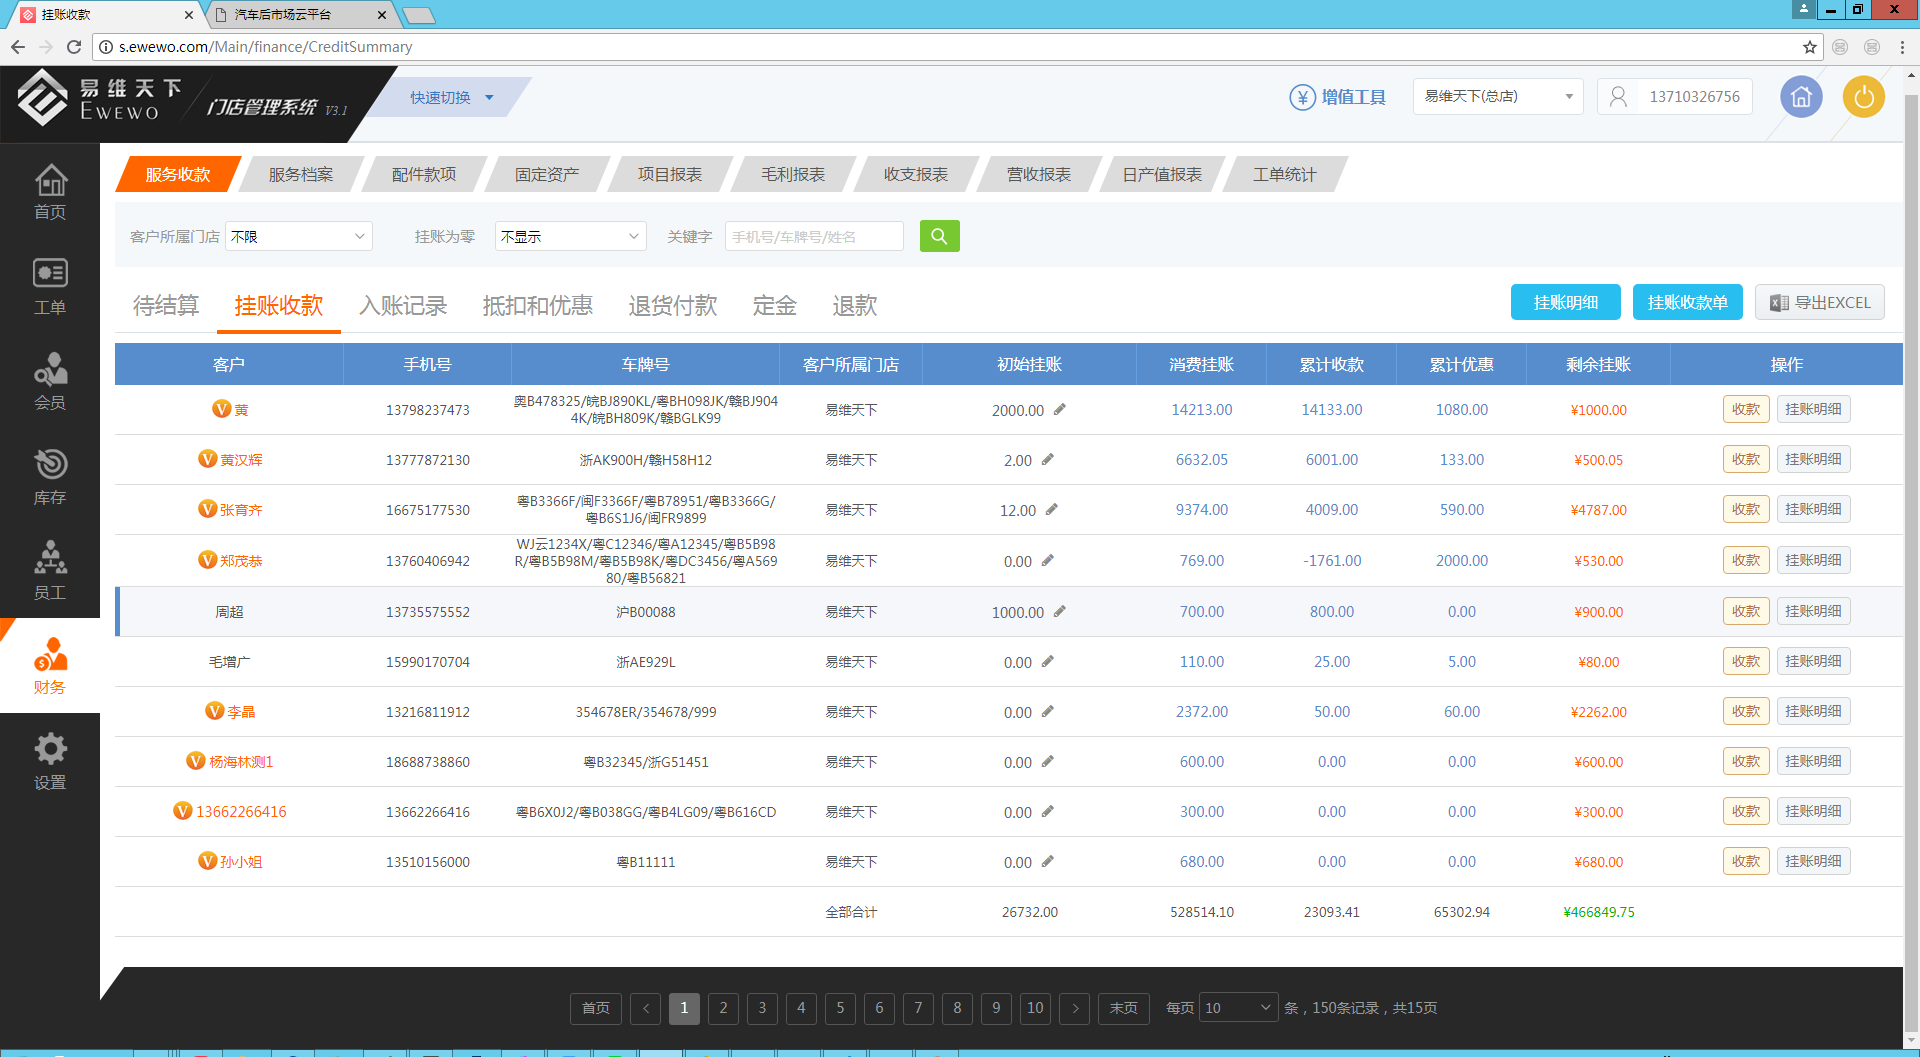 挂账收款
汽车后市场云平台
s.ewewo.com/Main/finance/CreditSummary
易维天下
EWEWO
门店管理系统 V3.1
快速切换
增值工具
易维天下(总店)
13710326756
首页
工单
会员
库存
员工
财务
设置
服务收款 服务档案 配件款项 固定资产 项目报表 毛利报表 收支报表 营收报表 日产值报表 工单统计
客户所属门店 不限 挂账为零 不显示 关键字 手机号/车牌号/姓名
待结算 挂账收款 入账记录 抵扣和优惠 退货付款 定金 退款
挂账明细 挂账收款单 导出EXCEL
客户 手机号 车牌号 客户所属门店 初始挂账 消费挂账 累计收款 累计优惠 剩余挂账 操作
V 黄 13798237473 奥B478325/皖BJ890KL/粤BH098JK/赣BJ904
4K/皖BH809K/赣BGLK99 易维天下 2000.00 14213.00 14133.00 1080.00 ¥1000.00 收款 挂账明细
V 黄汉辉 13777872130 浙AK900H/赣H58H12 易维天下 2.00 6632.05 6001.00 133.00 ¥500.05 收款 挂账明细
V 张育齐 16675177530 粤B3366F/闽F3366F/粤B78951/粤B3366G/
粤B6S1J6/闽FR9899 易维天下 12.00 9374.00 4009.00 590.00 ¥4787.00 收款 挂账明细
V 郑茂恭 13760406942 WJ云1234X/粤C12346/粤A12345/粤B5B98
R/粤B5B98M/粤B5B98K/粤DC3456/粤A569
80/粤B56821 易维天下 0.00 769.00 -1761.00 2000.00 ¥530.00 收款 挂账明细
周超 13735575552 沪B00088 易维天下 1000.00 700.00 800.00 0.00 ¥900.00 收款 挂账明细
毛增广 15990170704 浙AE929L 易维天下 0.00 110.00 25.00 5.00 ¥80.00 收款 挂账明细
V 李晶 13216811912 354678ER/354678/999 易维天下 0.00 2372.00 50.00 60.00 ¥2262.00 收款 挂账明细
V 杨海林测1 18688738860 粤B32345/浙G51451 易维天下 0.00 600.00 0.00 0.00 ¥600.00 收款 挂账明细
V 13662266416 13662266416 粤B6X0J2/粤B038GG/粤B4LG09/粤B616CD 易维天下 0.00 300.00 0.00 0.00 ¥300.00 收款 挂账明细
V 孙小姐 13510156000 粤B11111 易维天下 0.00 680.00 0.00 0.00 ¥680.00 收款 挂账明细
全部合计 26732.00 528514.10 23093.41 65302.94 ¥466849.75
首页 < 1 2 3 4 5 6 7 8 9 10 > 末页 每页 10 条，150条记录，共15页